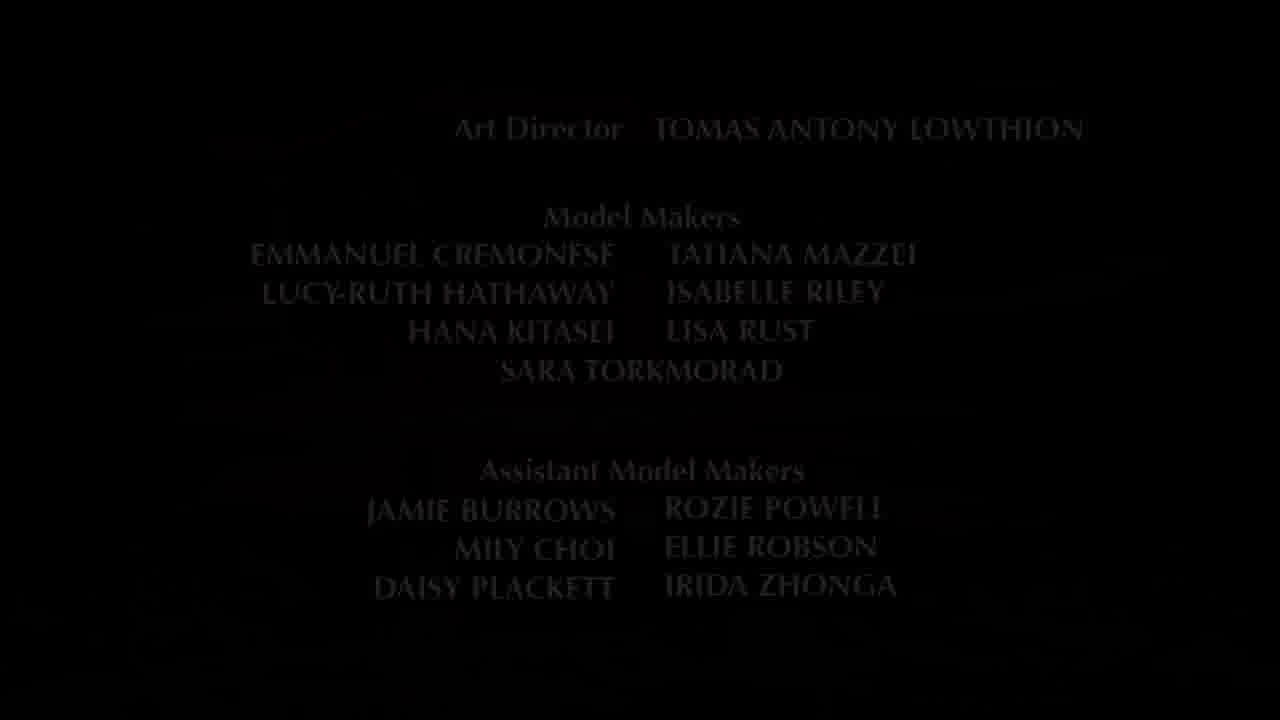 Art Director TOMAS ANTONY LOWTHION
Model Makers
EMMANUEL CREMONESE TATIANA MAZZEI
LUCY-RUTH HATHAWAY ISABELLE RILEY
HANA KITASEI LISA RUST
SARA TORKMORAD
Assistant Model Makers
JAMIE BURROWS ROZIE POWELL
MILY CHOI ELLIE ROBSON
DAISY PLACKETT IRIDA ZHONGA